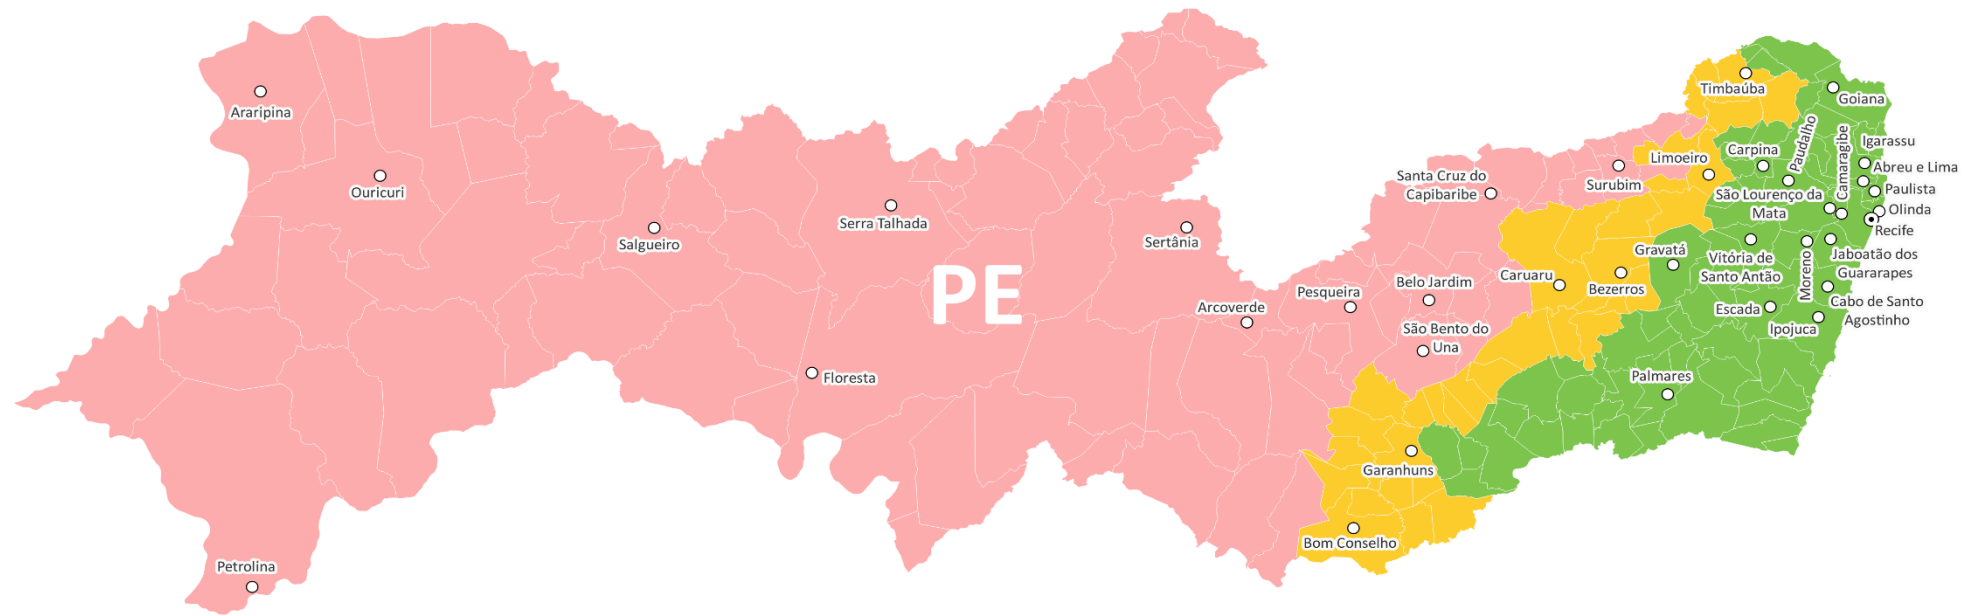 Araripina
Ouricuri
Petrolina
Salgueiro
Serra Talhada
Floresta
PE
Sertânia
Arcoverde
Pesqueira
Belo Jardim
São Bento do
Una
Santa Cruz do
Capibaribe
Surubim
Caruaru
Bezerros
Garanhuns
Bom Conselho
Limoeiro
Timbaúba
Gravatá
Carpina
Paudalho
Camaragibe
São Lourenço da
Mata
Vitória de
Santo Antão
Moreno
Escada
Ipojuca
Palmares
Goiana
Igarassu
Abreu e Lima
Paulista
Olinda
Recife
Jaboatão dos
Guararapes
Cabo de Santo
Agostinho